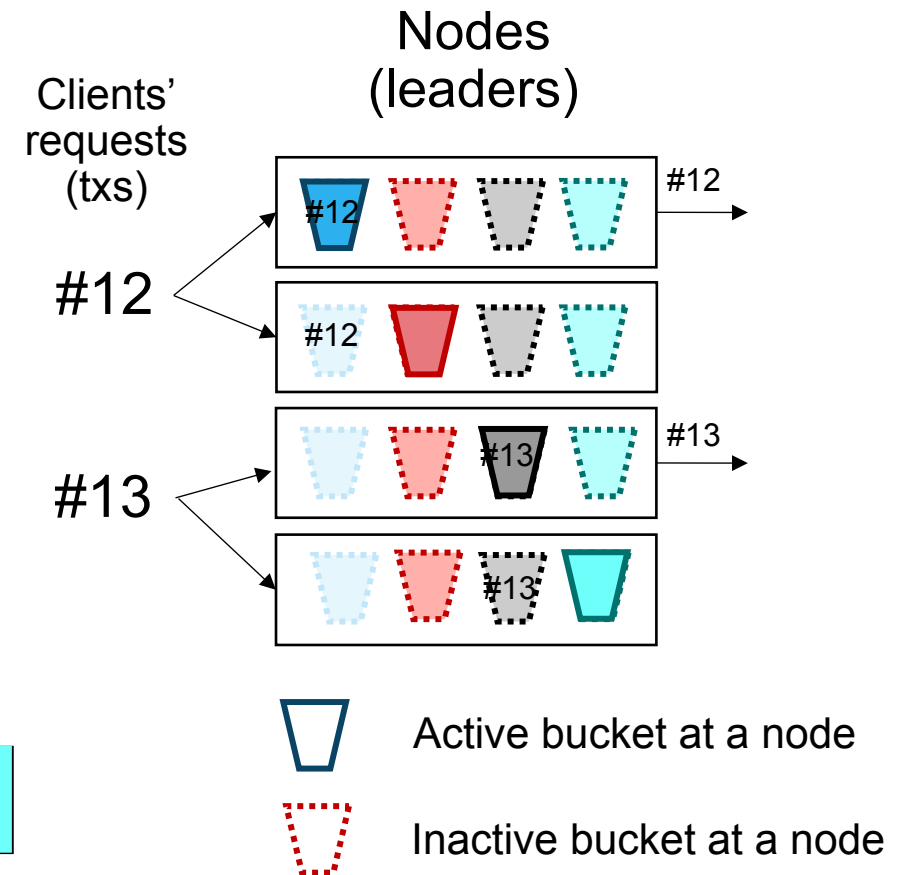 Nodes
(leaders)
Clients'
requests
(txs)
#12
#12
#12
#12
#13
#13
#13
#13
Active bucket at a node
Inactive bucket at a node